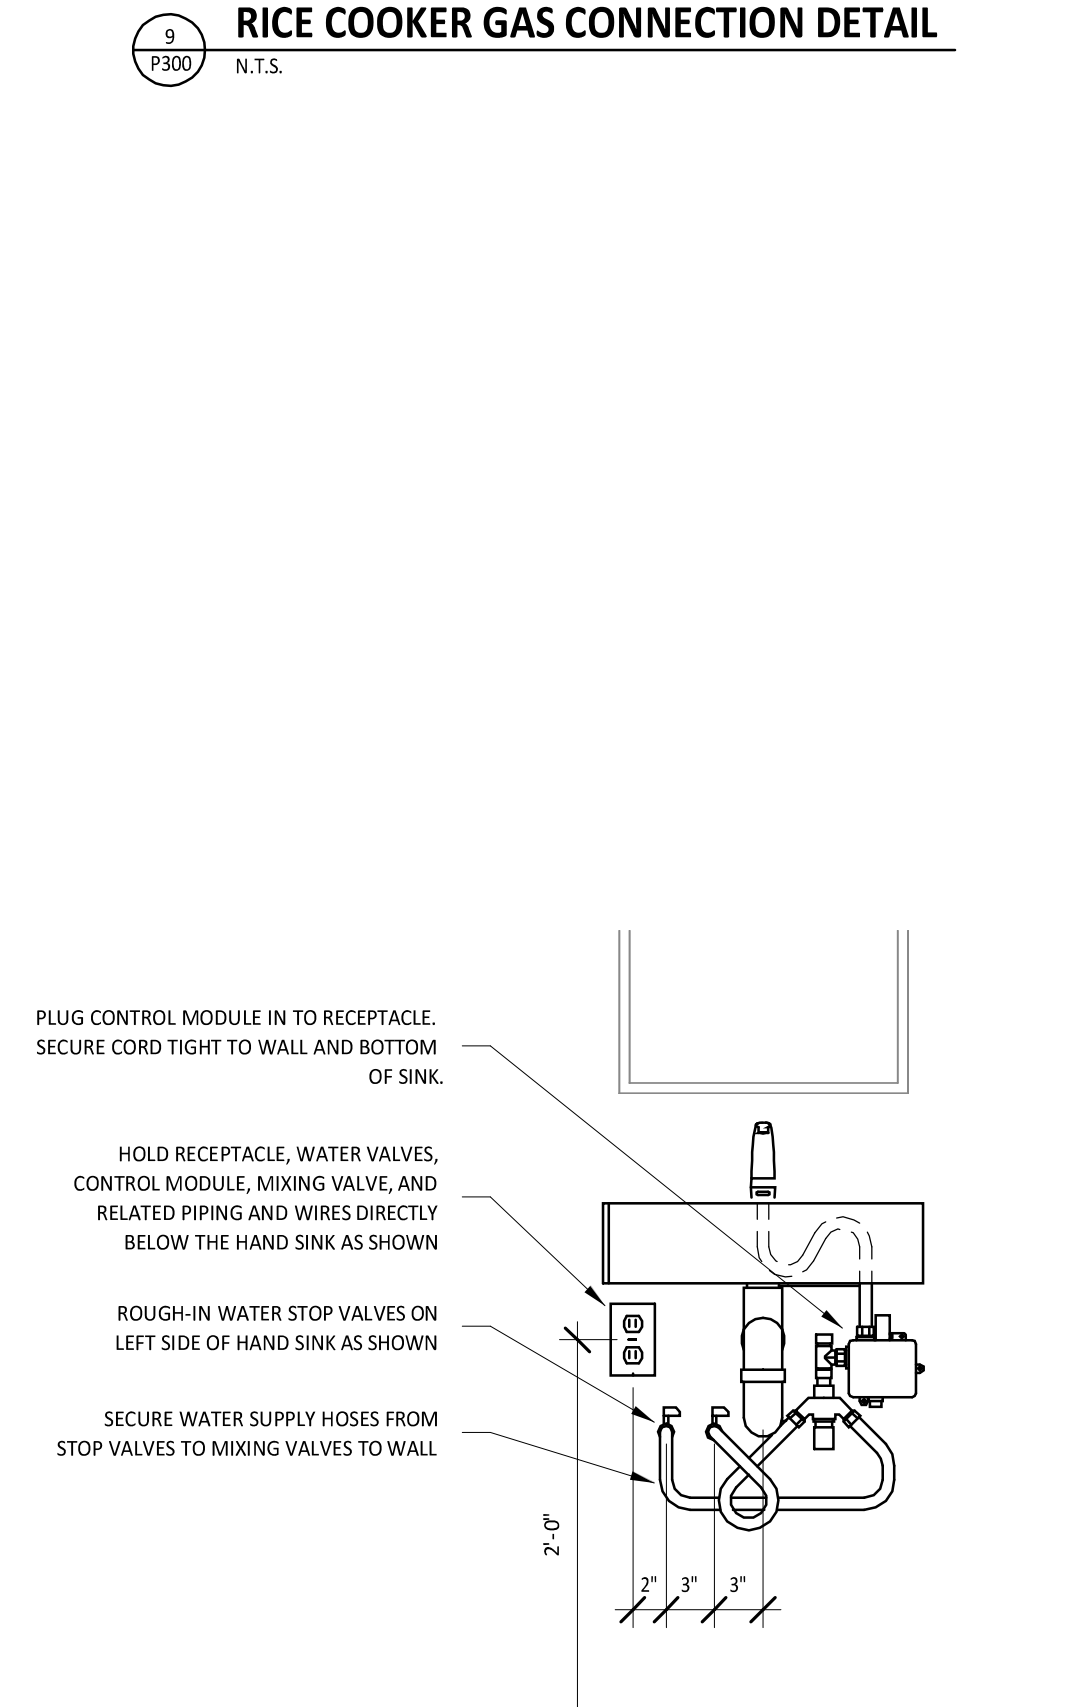 9
P300
RICE COOKER GAS CONNECTION DETAIL
N.T.S.
PLUG CONTROL MODULE IN TO RECEPTACLE.
SECURE CORD TIGHT TO WALL AND BOTTOM
OF SINK.
HOLD RECEPTACLE, WATER VALVES,
CONTROL MODULE, MIXING VALVE, AND
RELATED PIPING AND WIRES DIRECTLY
BELOW THE HAND SINK AS SHOWN
ROUGH-IN WATER STOP VALVES ON
LEFT SIDE OF HAND SINK AS SHOWN
SECURE WATER SUPPLY HOSES FROM
STOP VALVES TO MIXING VALVES TO WALL
2'-0"
2"
3"
3"